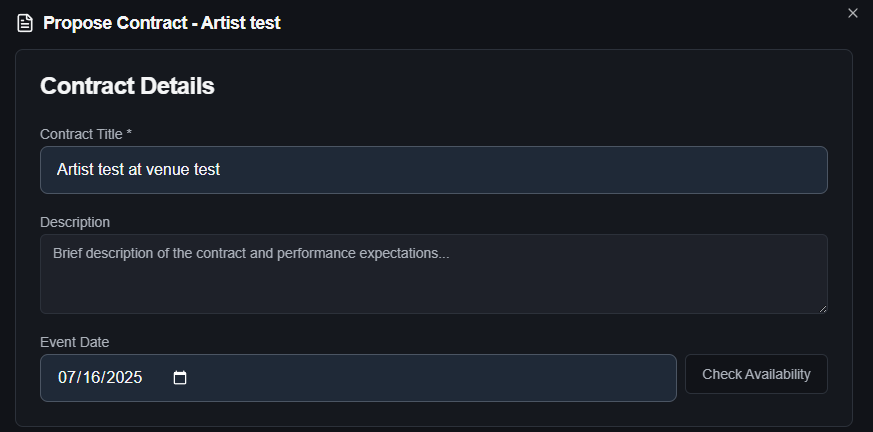 Propose Contract - Artist test
Contract Details
Contract Title *
Artist test at venue test
Description
Brief description of the contract and performance expectations...
Event Date
07/16/2025
Check Availability